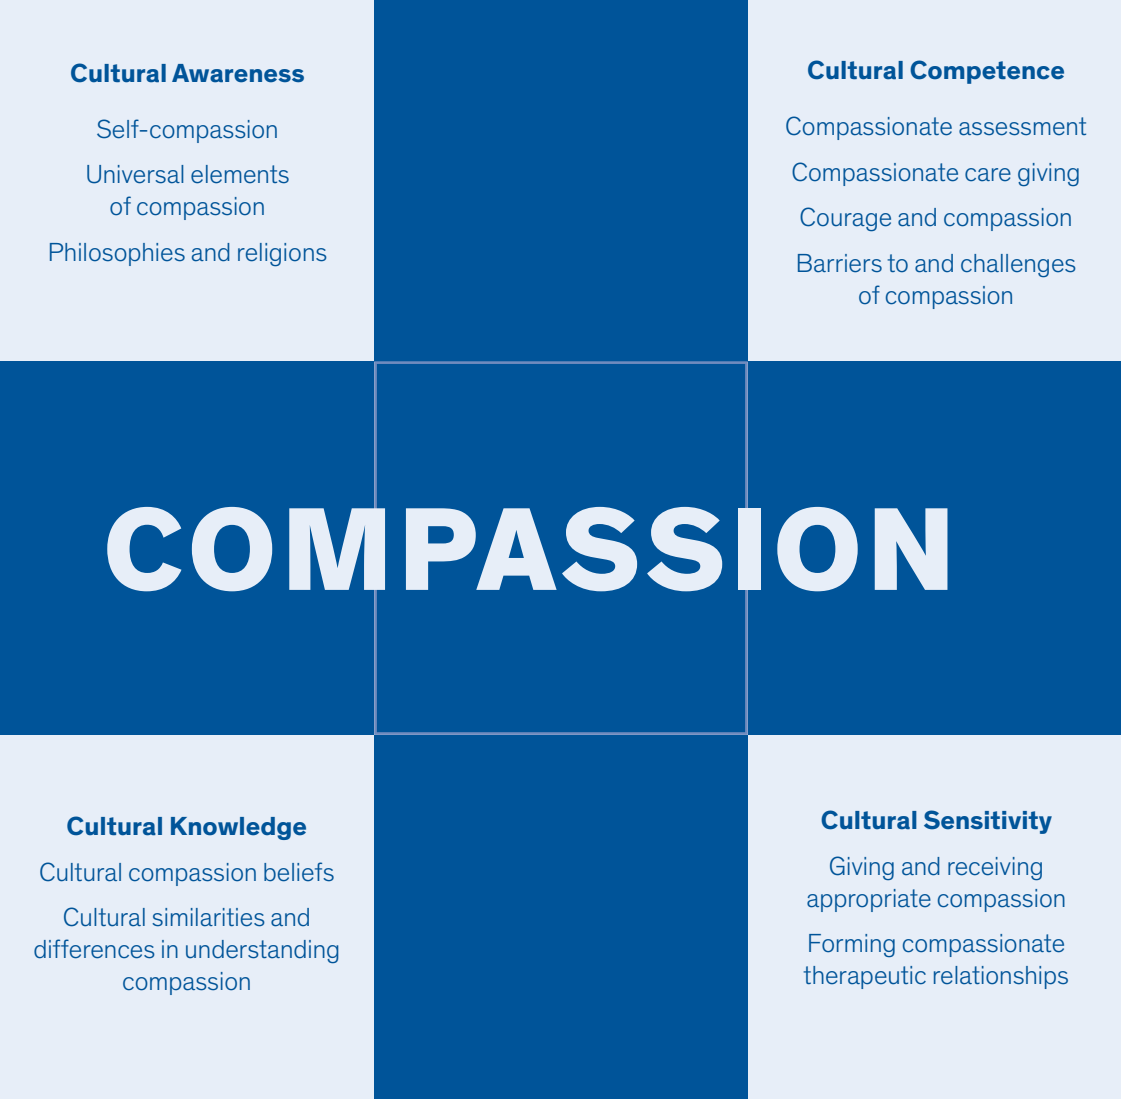 Cultural Awareness
Self-compassion
Universal elements
of compassion
Philosophies and religions
Cultural Competence
Compassionate assessment
Compassionate care giving
Courage and compassion
Barriers to and challenges
of compassion
COMPASSION
Cultural Knowledge
Cultural compassion beliefs
Cultural similarities and
differences in understanding
compassion
Cultural Sensitivity
Giving and receiving
appropriate compassion
Forming compassionate
therapeutic relationships